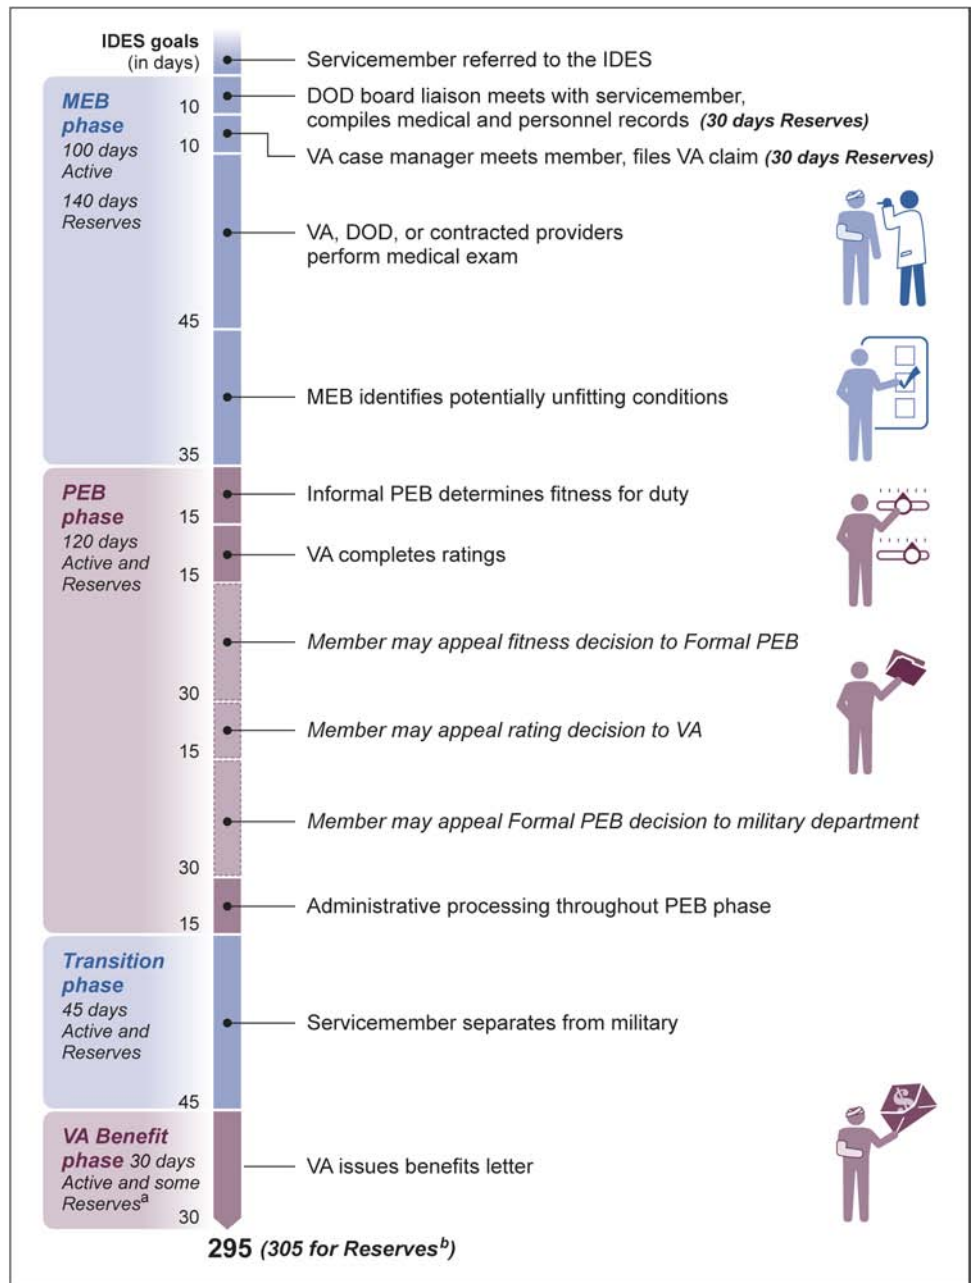 IDES goals
(in days)
Servicemember referred to the IDES
MEB
phase
100 days
Active
140 days
Reserves
10
DOD board liaison meets with servicemember,
compiles medical and personnel records (30 days Reserves)
10
VA case manager meets member, files VA claim (30 days Reserves)
VA, DOD, or contracted providers
perform medical exam
45
MEB identifies potentially unfitting conditions
35
PEB
phase
120 days
Active and
Reserves
Informal PEB determines fitness for duty
15
VA completes ratings
15
Member may appeal fitness decision to Formal PEB
30
Member may appeal rating decision to VA
15
Member may appeal Formal PEB decision to military department
30
Administrative processing throughout PEB phase
15
Transition
phase
45 days
Active and
Reserves
Servicemember separates from military
45
VA Benefit
phase 30 days
Active and some
Reservesa
VA issues benefits letter
30
$
295 (305 for Reservesb)